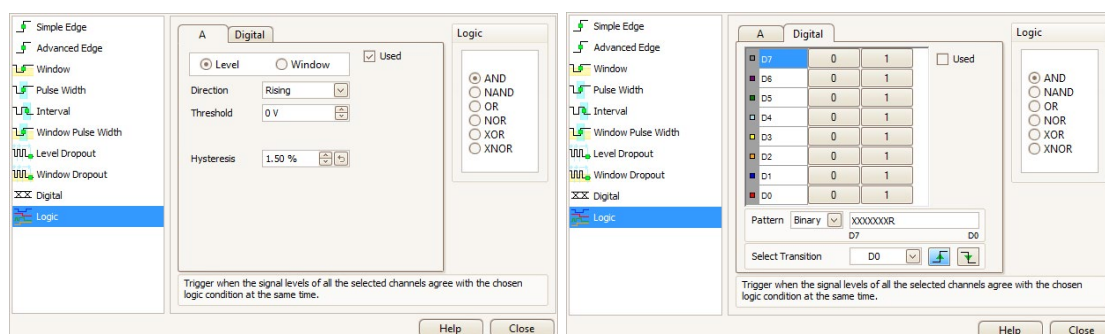 Simple Edge
Advanced Edge
Window
Pulse Width
Interval
Window Pulse Width
Level Dropout
Window Dropout
Digital
Logic
A Digital
Level Window
Used
Direction Rising
Threshold 0 V
Hysteresis 1.50 %
Logic
AND
NAND
OR
NOR
XOR
XNOR
Trigger when the signal levels of all the selected channels agree with the chosen
logic condition at the same time.
Help Close
Simple Edge
Advanced Edge
Window
Pulse Width
Interval
Window Pulse Width
Level Dropout
Window Dropout
Digital
Logic
A Digital
D7 0 1
D6 0 1
D5 0 1
D4 0 1
D3 0 1
D2 0 1
D1 0 1
D0 0 1
Used
Pattern Binary XXXXXXXR
D7 D0
Select Transition D0
Logic
AND
NAND
OR
NOR
XOR
XNOR
Trigger when the signal levels of all the selected channels agree with the chosen
logic condition at the same time.
Help Close